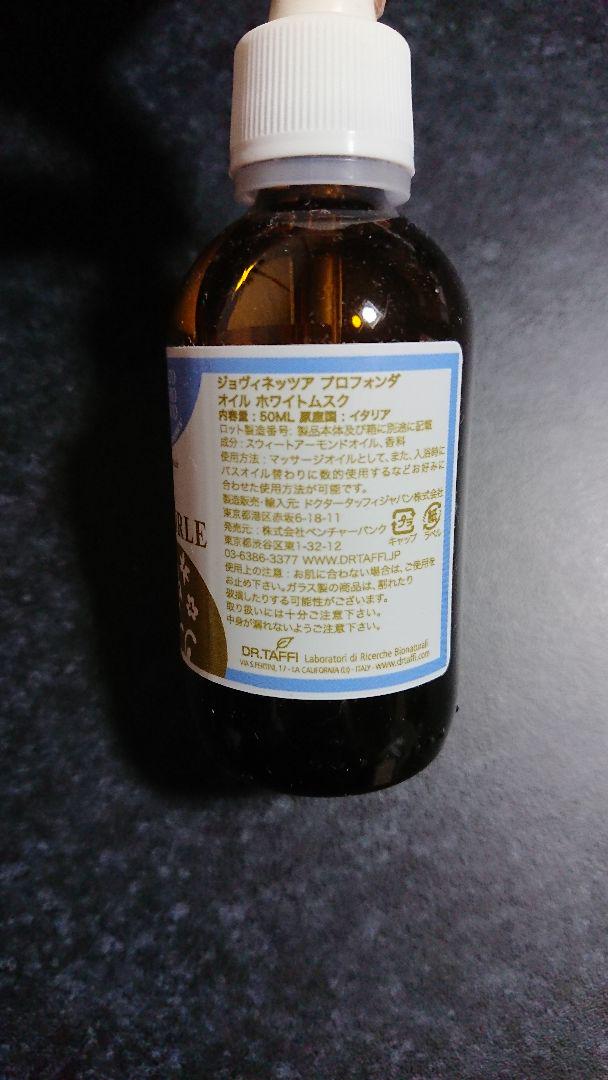 ジョヴィネッツア プロフォンダ
オイル ホワイトムスク
内容量：50ML 原産国：イタリア
ロット製造番号: 製品本体及び箱に別途に記載
成分：スウィートアーモンドオイル、香料
使用方法：マッサージオイルとして、また、入浴時に
バスオイル替わりに数的使用するなどお好みに
合わせた使用方法が可能です。
製造販売・輸入元：ドクタータッフィジャパン株式会社
東京都港区赤坂6-18-11
発売元：株式会社ベンチャーバンク
東京都渋谷区東1-32-12
プラ
キャップ
紙
ラベル
03-6386-3377 WWW.DRTAFFI.JP
使用上の注意：お肌に合わない場合は、ご使用を
お止め下さい。ガラス製の商品は、割れたり
破損したりする可能性がございます。
取り扱いには十分ご注意下さい。
中身が漏れないようご注意下さい。
DR.TAFFI Laboratori di Ricerche Bionaturali
VIA S.PERTINI, 17 - LA CALIFORNIA (LI) - ITALY - www.drtaffi.com
RLE